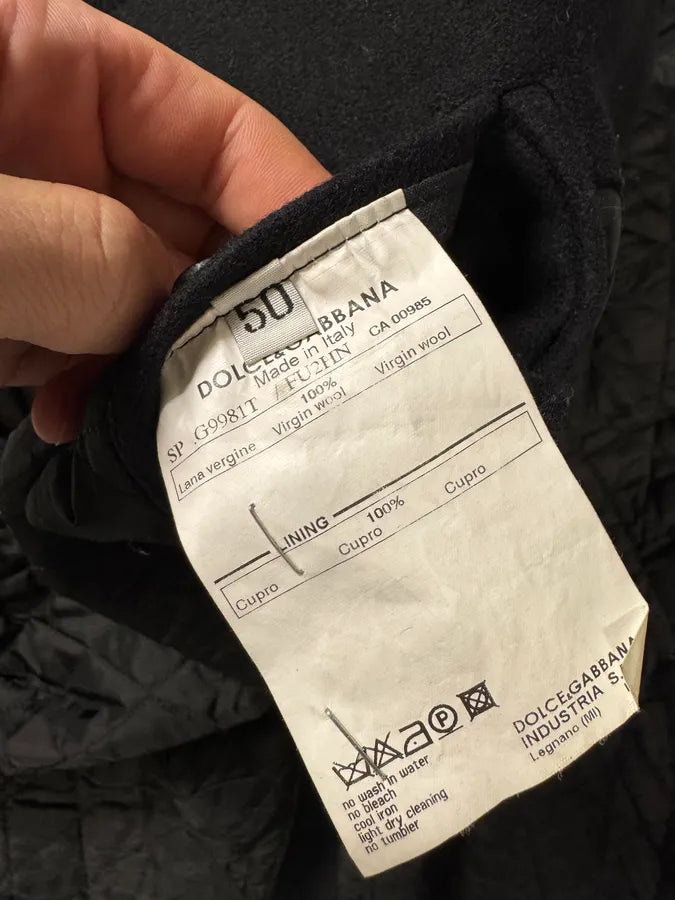 50
DOLCE&GABBANA
Made in Italy
SP .G9981T /FU2HN CA 00985
100%
Lana vergine Virgin wool Virgin wool
LINING
100%
Cupro Cupro Cupro
P
no wash in water
no bleach
cool iron
light dry cleaning
no tumbler
DOLCE&GABBANA
INDUSTRIA S.
Legnano (MI)